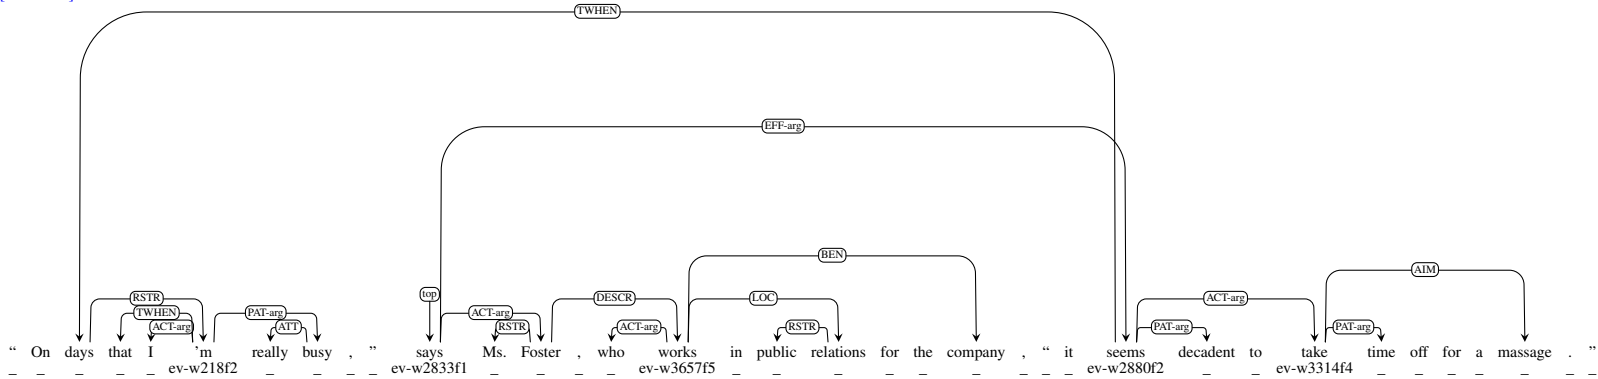 TWHEN
EFF-arg
BEN
AIM
top
RSTR DESCR LOC ACT-arg
TWHEN PAT-arg ACT-arg
ACT-arg ATT RSTR ACT-arg RSTR PAT-arg PAT-arg
“ On days that I 'm really busy , ” says Ms. Foster , who works in public relations for the company , “ it seems decadent to take time off for a massage . ”
_ _ _ _ _ ev-w218f2 _ _ _ _ ev-w2833f1 _ _ _ _ ev-w3657f5 _ _ _ _ _ _ _ _ _ ev-w2880f2 _ _ ev-w3314f4 _ _ _ _ _ _ _